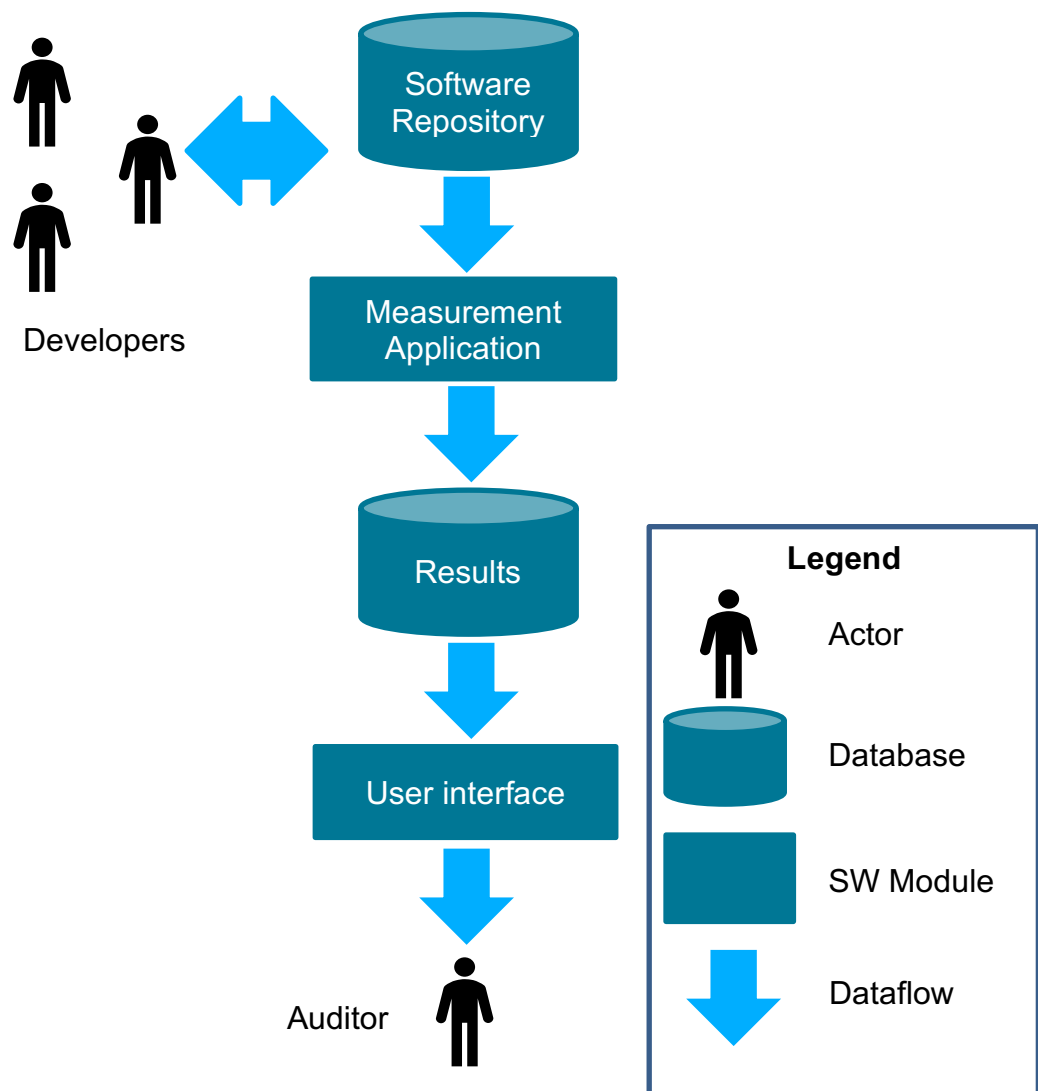 Software
Repository
Developers
Measurement
Application
Results
User interface
Auditor
Legend
Actor
Database
SW Module
Dataflow